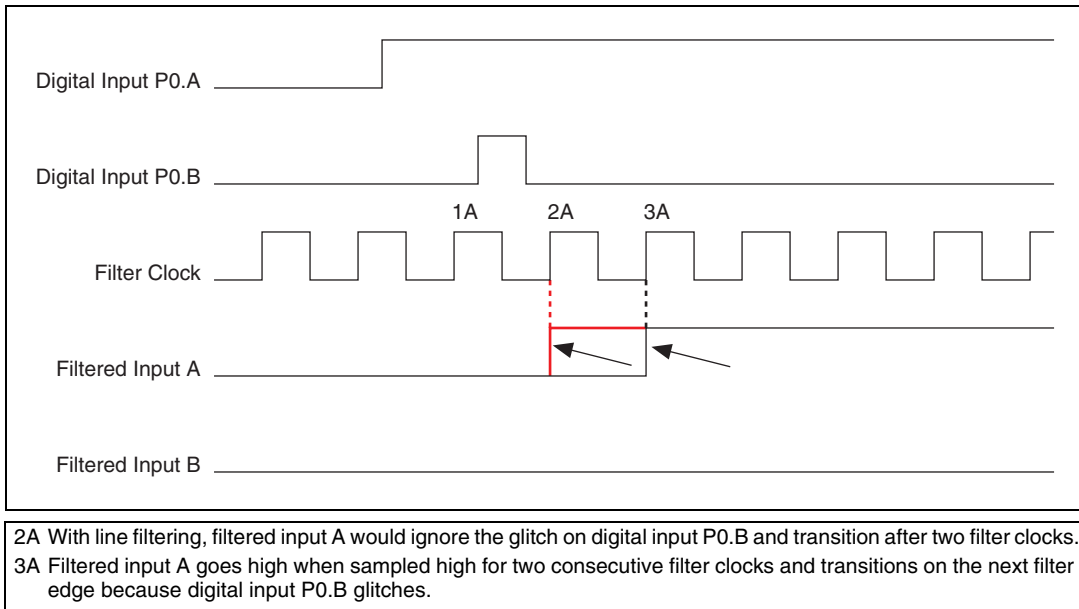 Digital Input P0.A
Digital Input P0.B
1A 2A 3A
Filter Clock
Filtered Input A
Filtered Input B
2A With line filtering, filtered input A would ignore the glitch on digital input P0.B and transition after two filter clocks.
3A Filtered input A goes high when sampled high for two consecutive filter clocks and transitions on the next filter
edge because digital input P0.B glitches.